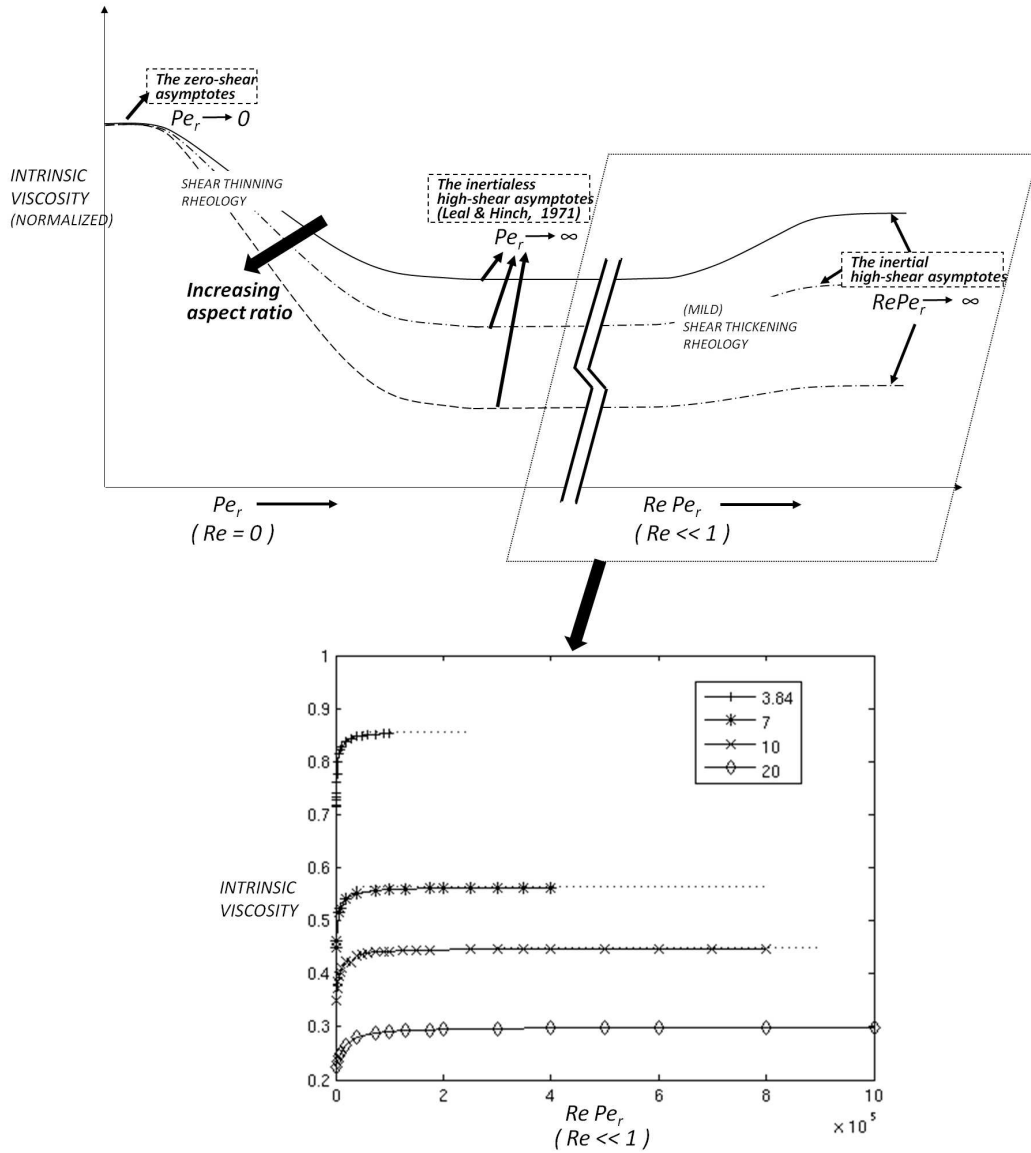 The zero-shear
asymptotes
Pe_r → 0
INTRINSIC
VISCOSITY
(NORMALIZED)
SHEAR THINNING
RHEOLOGY
Increasing
aspect ratio
The inertialess
high-shear asymptotes
(Leal & Hinch, 1971)
Pe_r → ∞
The inertial
high-shear asymptotes
RePe_r → ∞
(MILD)
SHEAR THICKENING
RHEOLOGY
Pe_r
( Re = 0 )
Re Pe_r
( Re << 1 )
1
0.9
0.8
0.7
0.6
0.5
0.4
0.3
0.2
INTRINSIC
VISCOSITY
3.84
7
10
20
0
2
4
6
8
10
× 10^5
Re Pe_r
( Re << 1 )